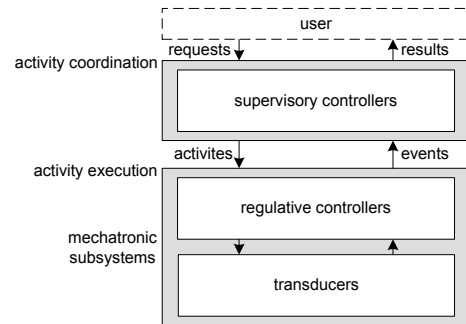 user
requests
results
activity coordination
supervisory controllers
activites
events
activity execution
regulative controllers
mechatronic
subsystems
transducers